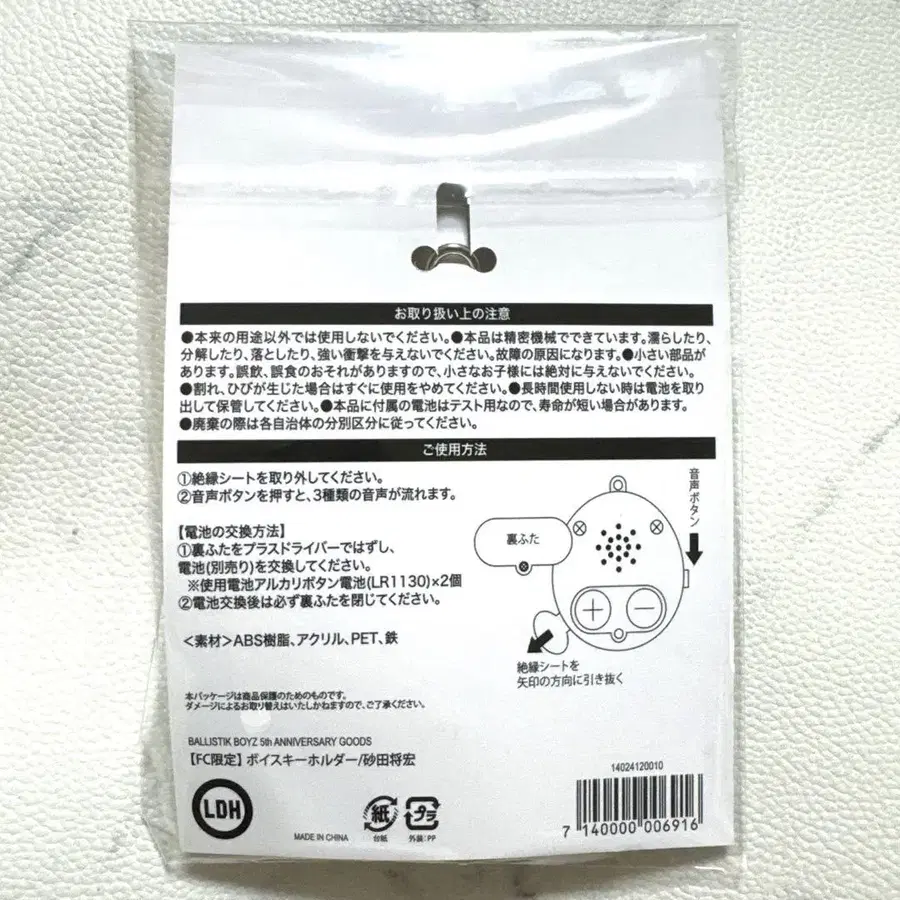 お取り扱い上の注意
●本来の用途以外では使用しないでください。●本品は精密機械でできています。濡らしたり、
分解したり、落としたり、強い衝撃を与えないでください。故障の原因になります。●小さい部品が
あります。誤飲、誤食のおそれがありますので、小さなお子様には絶対に与えないでください。
●割れ、ひびが生じた場合はすぐに使用をやめてください。●長時間使用しない時は電池を取り
出して保管してください。●本品に付属の電池はテスト用なので、寿命が短い場合があります。
●廃棄の際は各自治体の分別区分に従ってください。
ご使用方法
①絶縁シートを取り外してください。
②音声ボタンを押すと、3種類の音声が流れます。
【電池の交換方法】
①裏ふたをプラスドライバーではずし、
電池(別売り)を交換してください。
※使用電池アルカリボタン電池(LR1130)×2個
②電池交換後は必ず裏ふたを閉じてください。
<素材>ABS樹脂、アクリル、PET、鉄
音声ボタン
裏ふた
絶縁シートを
矢印の方向に引き抜く
本パッケージは商品保護のためのものです。
ダメージによるお取り替えはいたしかねますので、ご了承ください。
BALLISTIK BOYZ 5th ANNIVERSARY GOODS
【FC限定】ボイスキーホルダー/砂田将宏
LDH
MADE IN CHINA
紙
台紙
プラ
外装:PP
14024120010
7 140000 006916